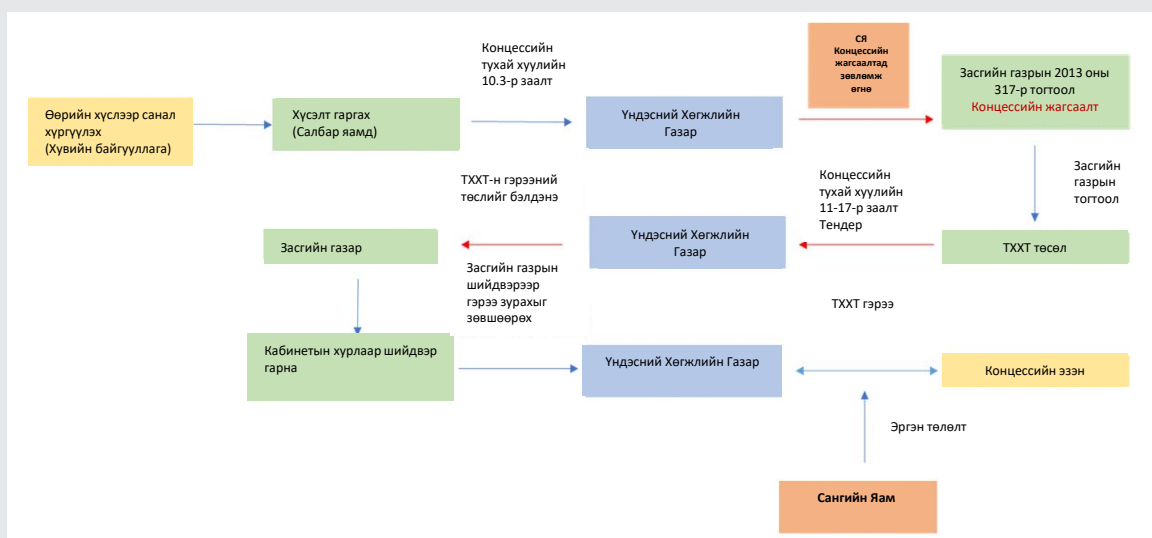 Өөрийн хүслээр санал
хүргүүлэх
(Хувийн байгууллага)
Хүсэлт гаргах
(Салбар яамд)
Концессийн
тухай хуулийн
10.3-р заалт
Үндэсний Хөгжлийн
Газар
СЯ
Концессийн
жагсаалтад
зөвлөмж
өгнө
Засгийн газрын 2013 оны
317-р тогтоол
Концессийн жагсаалт
Засгийн
газрын
тогтоол
ТХХТ төсөл
Концессийн
тухай хуулийн
11-17-р заалт
Тендер
Үндэсний Хөгжлийн
Газар
ТХХТ-н гэрээний
төслийг бэлдэнэ
Засгийн газар
Засгийн газрын
шийдвэрээр
гэрээ зурахыг
зөвшөөрөх
Кабинетын хурлаар шийдвэр
гарна
Үндэсний Хөгжлийн Газар
ТХХТ гэрээ
Концессийн эзэн
Эргэн төлөлт
Сангийн Яам